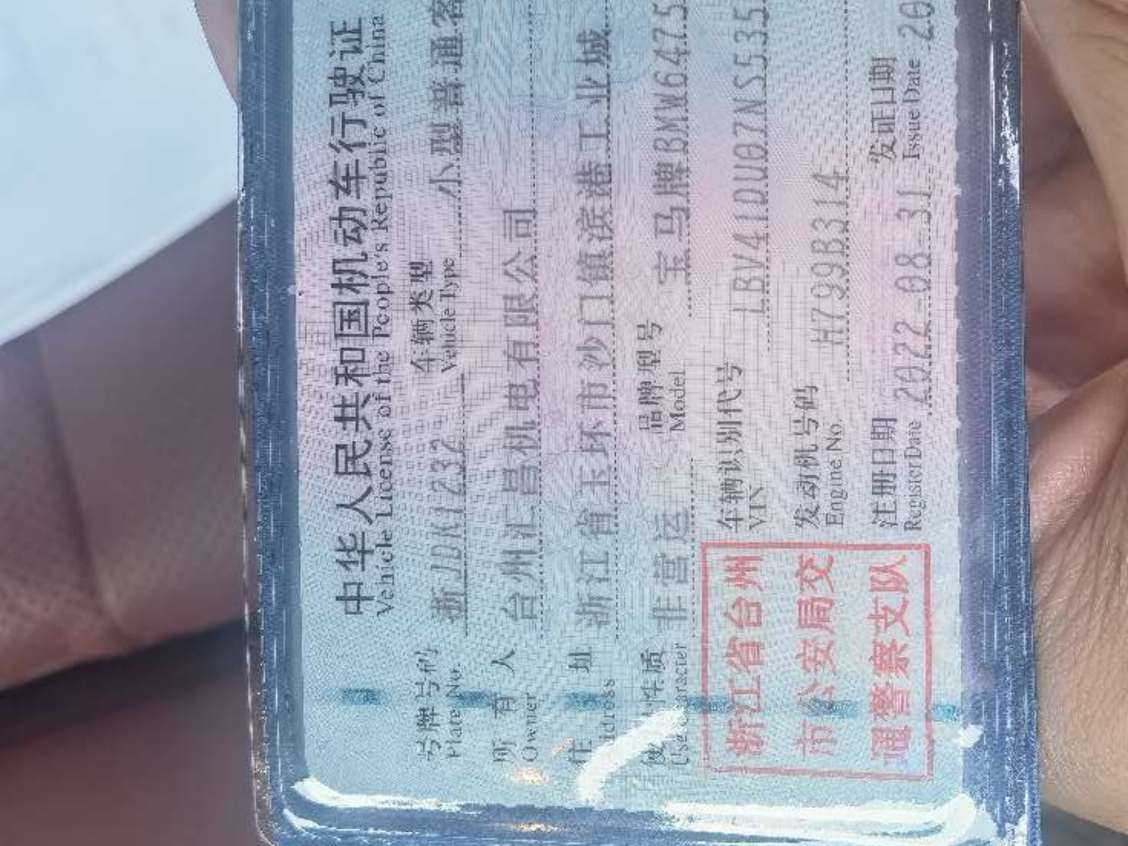 中华人民共和国机动车行驶证
Vehicle License of the People's Republic of China
号牌号码 浙JDK1232 车辆类型 小型普通客
Plate No. Vehicle Type
所有人 台州汇昌机电有限公司
Owner
住址 浙江省玉环市沙门镇滨港工业城
Address
使用性质 非营运 品牌型号 宝马牌BMW6475
Use Character Model
浙江省台州
市公安局交
通警察支队
车辆识别代号 LBV41DU07NS535
VIN
发动机号码 H799B314
Engine No.
注册日期 2022-08-31 发证日期 20
Register Date Issue Date